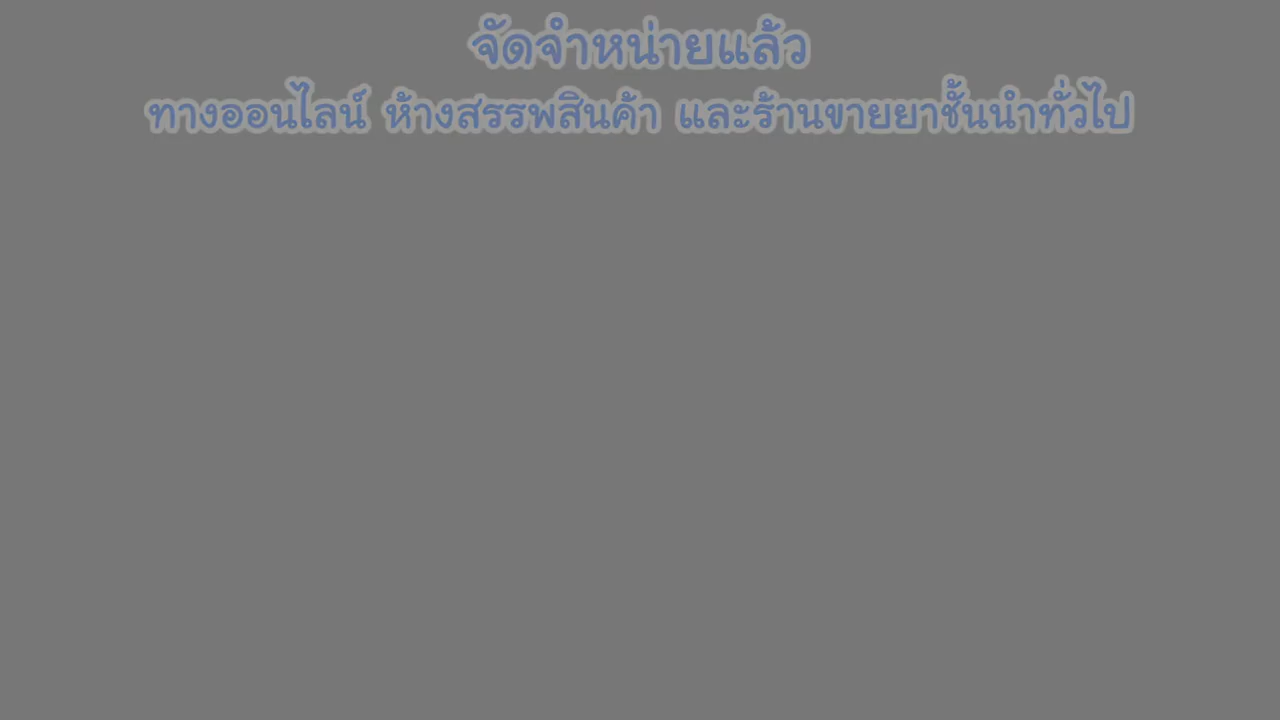 จัดจำหน่ายแล้ว
ทางออนไลน์ ห้างสรรพสินค้า และร้านขายยาชั้นนำทั่วไป